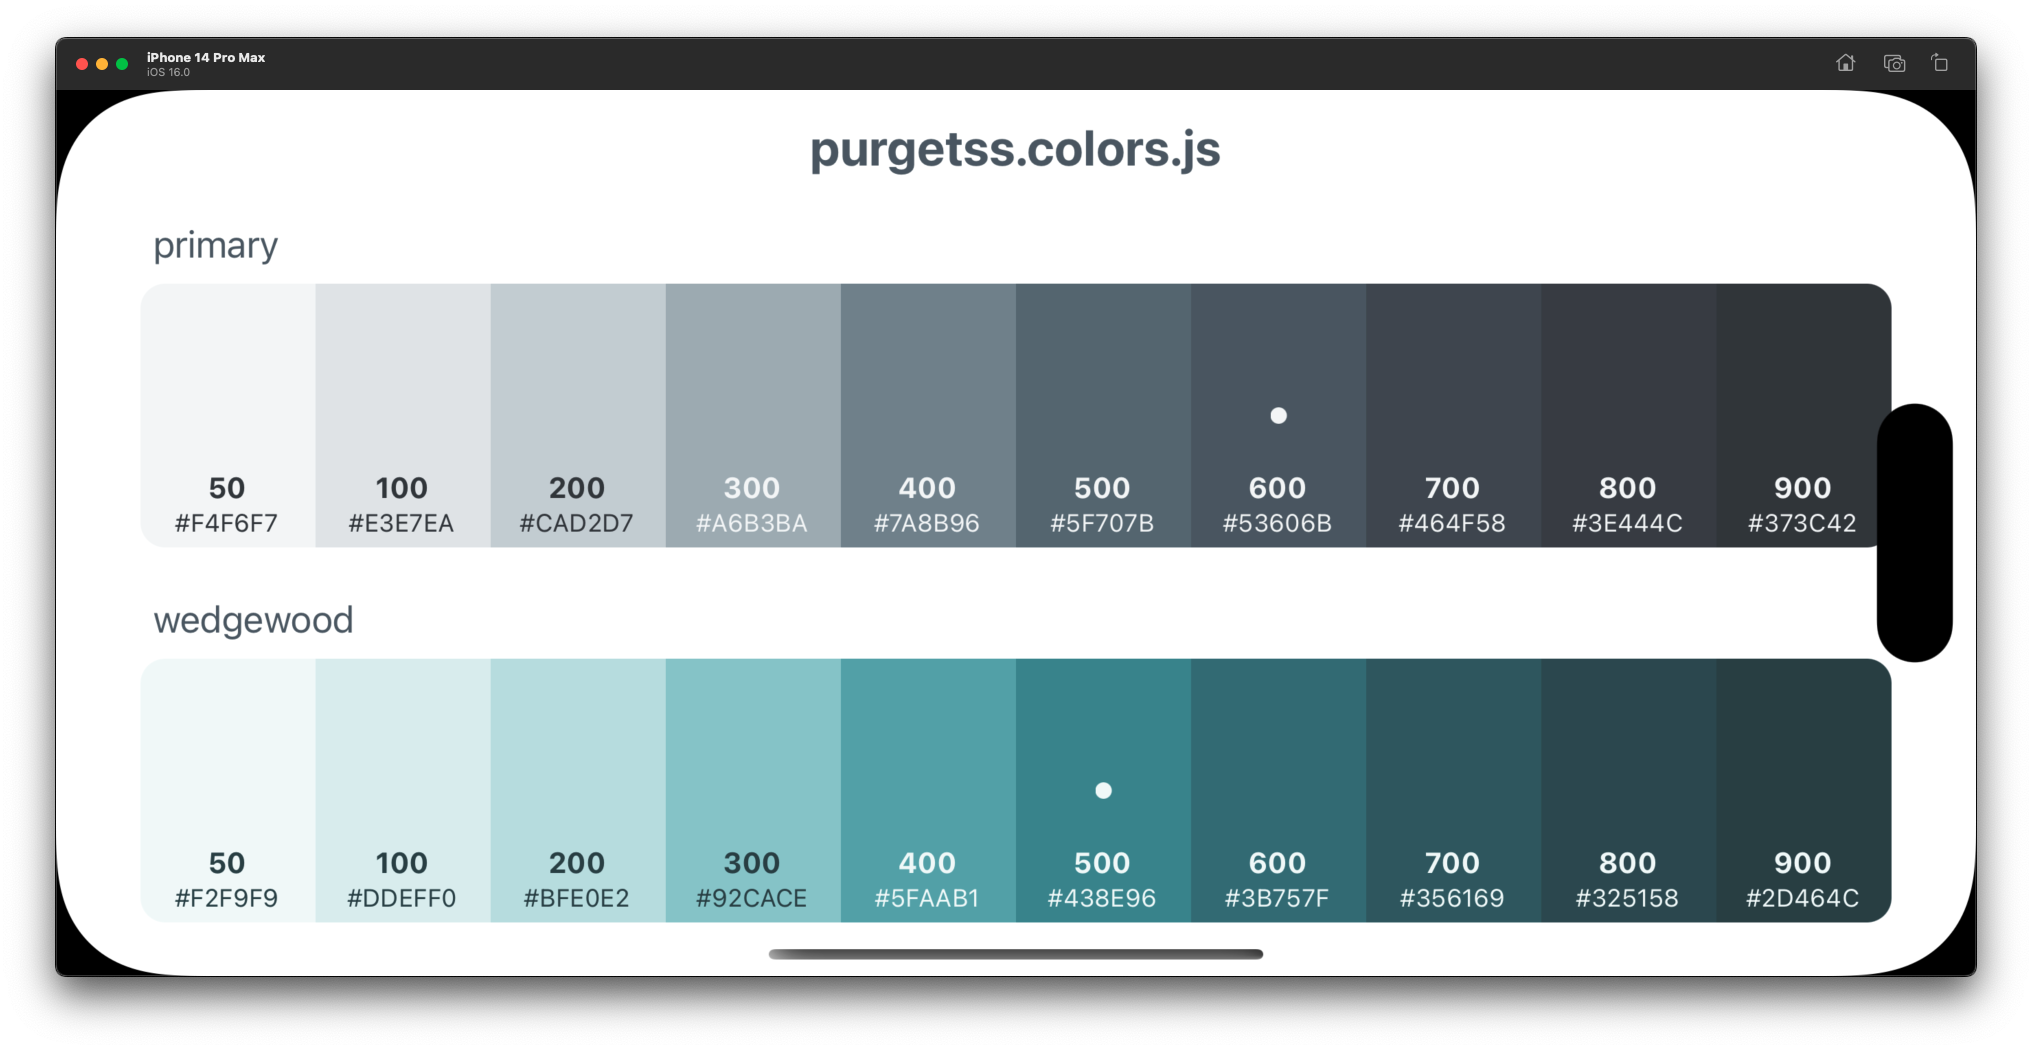 iPhone 14 Pro Max
iOS 16.0
purgetss.colors.js
primary
50 100 200 300 400 500 600 700 800 900
#F4F6F7 #E3E7EA #CAD2D7 #A6B3BA #7A8B96 #5F707B #53606B #464F58 #3E444C #373C42
wedgewood
50 100 200 300 400 500 600 700 800 900
#F2F9F9 #DDEFF0 #BFE0E2 #92CACE #5FAAB1 #438E96 #3B757F #356169 #325158 #2D464C